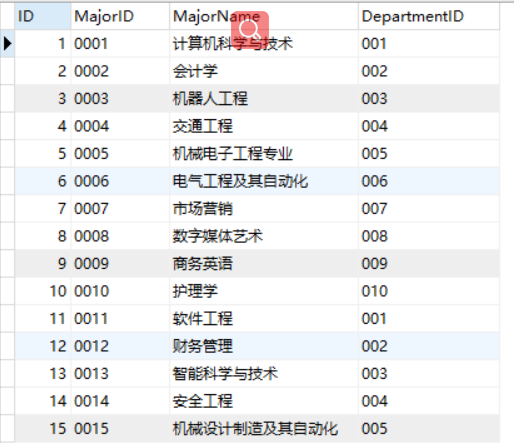 ID MajorID MajorName DepartmentID
1 0001 计算机科学与技术 001
2 0002 会计学 002
3 0003 机器人工程 003
4 0004 交通工程 004
5 0005 机械电子工程专业 005
6 0006 电气工程及其自动化 006
7 0007 市场营销 007
8 0008 数字媒体艺术 008
9 0009 商务英语 009
10 0010 护理学 010
11 0011 软件工程 001
12 0012 财务管理 002
13 0013 智能科学与技术 003
14 0014 安全工程 004
15 0015 机械设计制造及其自动化 005